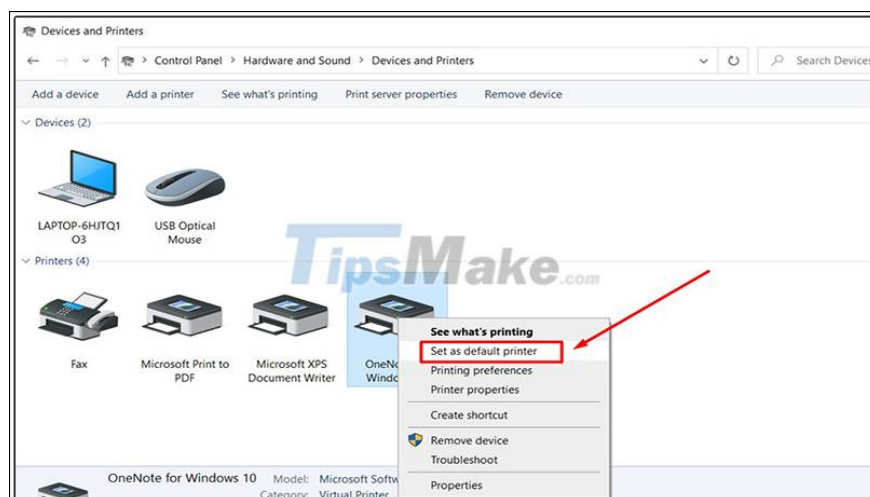 Devices and Printers
Control Panel > Hardware and Sound > Devices and Printers
Search Devices
Add a device Add a printer See what's printing Print server properties Remove device
Devices (2)
LAPTOP-6HJTQ1
O3
USB Optical
Mouse
TipsMake.com
Printers (4)
Fax
Microsoft Print to
PDF
Microsoft XPS
Document Writer
OneNo
Windo
See what's printing
Set as default printer
Printing preferences
Printer properties
Create shortcut
Remove device
Troubleshoot
Properties
OneNote for Windows 10 Model: Microsoft Softw
Category: Virtual Printer